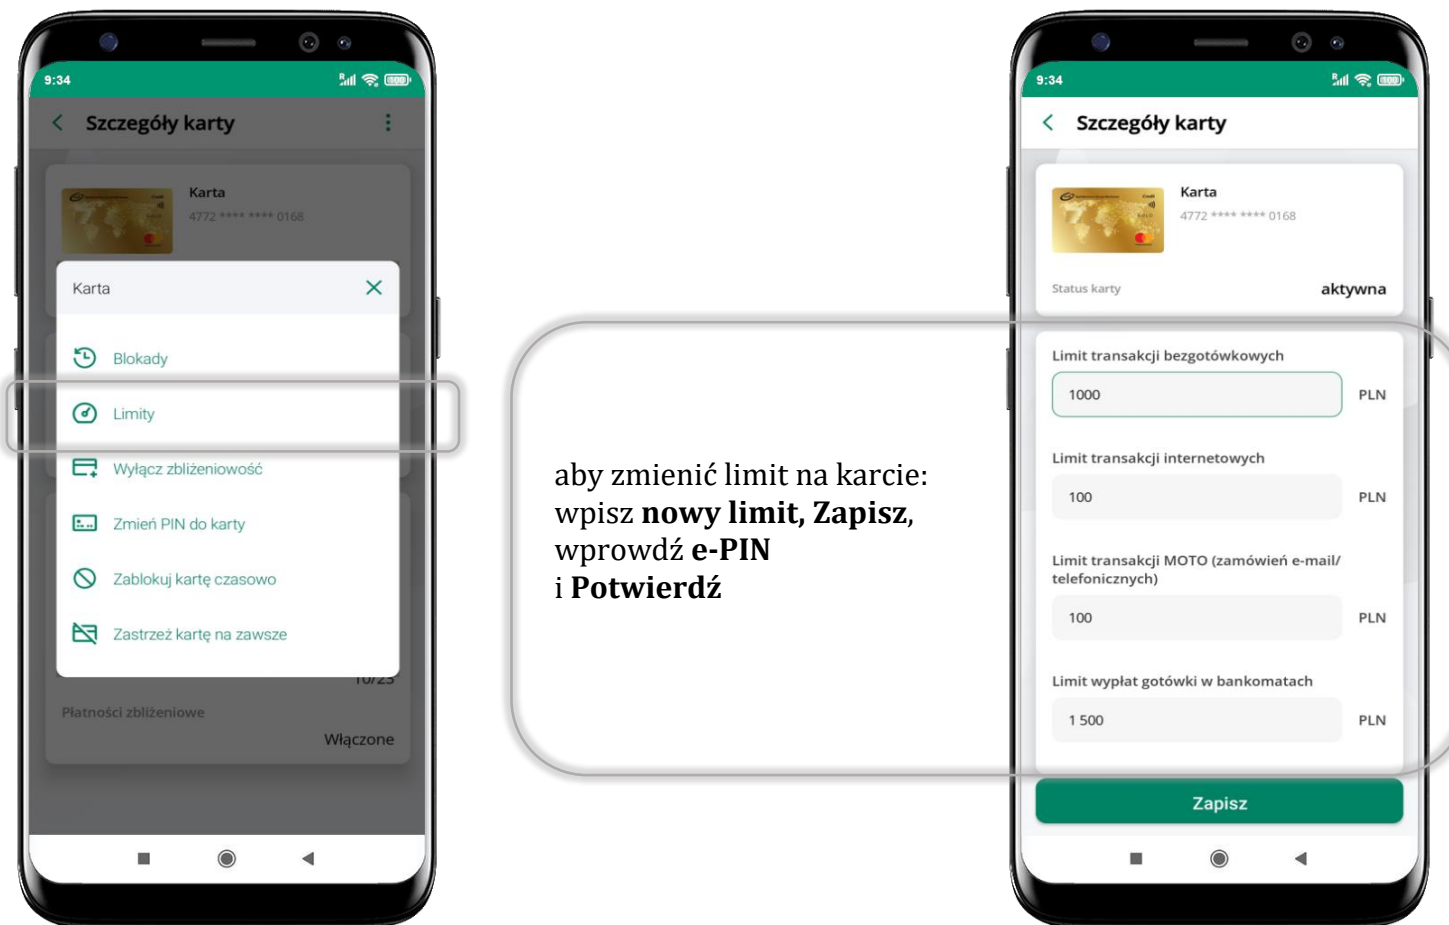 9:34
Szczegóły karty
Karta
4772 **** **** 0168
Karta
Blokady
Limity
Wyłącz zbliżeniowość
Zmień PIN do karty
Zablokuj kartę czasowo
Zastrzeż kartę na zawsze
10/25
Płatności zbliżeniowe
Włączone
aby zmienić limit na karcie:
wpisz nowy limit, Zapisz,
wprowdź e-PIN
i Potwierdź
9:34
Szczegóły karty
Karta
4772 **** **** 0168
Status karty
aktywna
Limit transakcji bezgotówkowych
1000 PLN
Limit transakcji internetowych
100 PLN
Limit transakcji MOTO (zamówień e-mail/
telefonicznych)
100 PLN
Limit wypłat gotówki w bankomatach
1 500 PLN
Zapisz